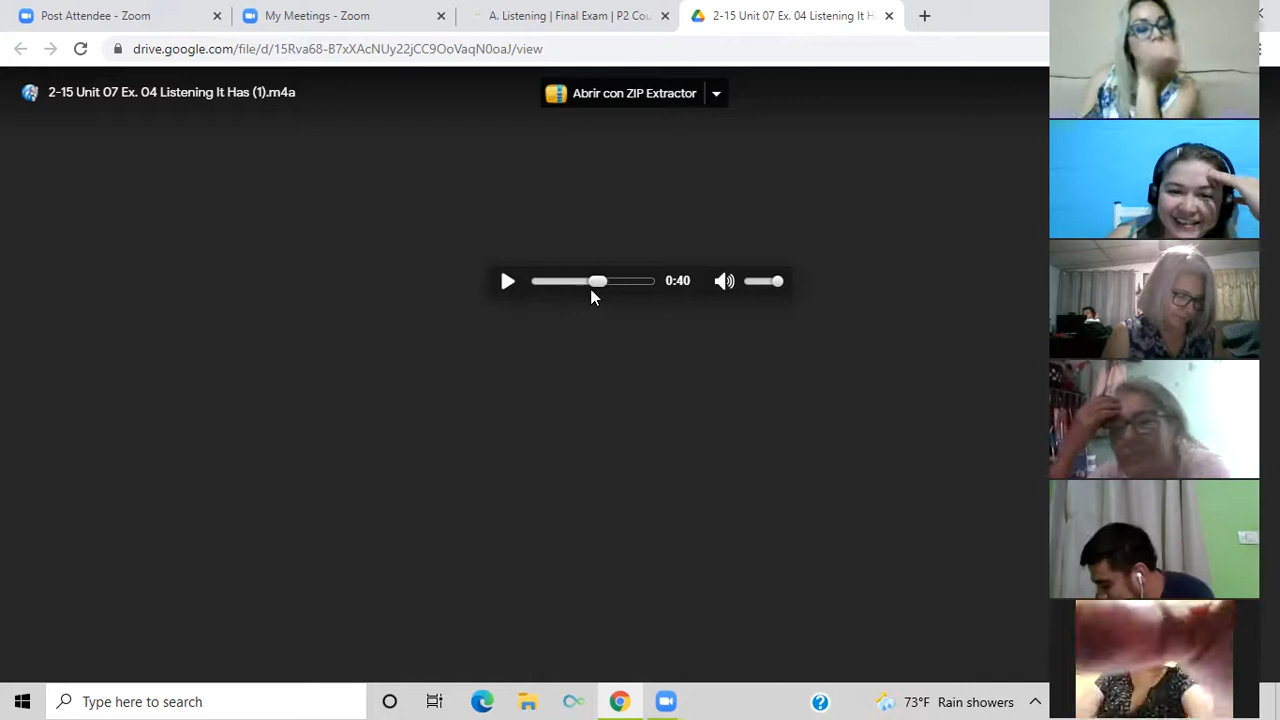 Post Attendee - Zoom
My Meetings - Zoom
A. Listening | Final Exam | P2 Cou
2-15 Unit 07 Ex. 04 Listening It H
drive.google.com/file/d/15Rva68-B7xXAcNUy22jCC9OoVaqN0oaJ/view
2-15 Unit 07 Ex. 04 Listening It Has (1).m4a
Abrir con ZIP Extractor
0:40
Type here to search
73°F Rain showers